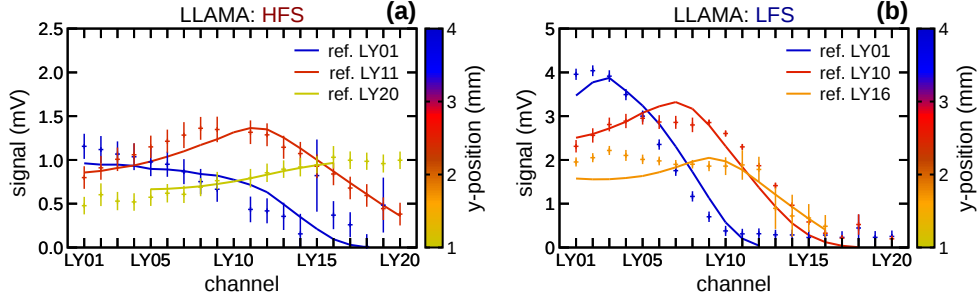 LLAMA: HFS
(a)
signal (mV)
2.5
2.0
1.5
1.0
0.5
0.0
ref. LY01
ref. LY11
ref. LY20
LY01
LY05
LY10
LY15
LY20
channel
4
3
2
1
y-position (mm)
LLAMA: LFS
(b)
signal (mV)
5
4
3
2
1
0
ref. LY01
ref. LY10
ref. LY16
LY01
LY05
LY10
LY15
LY20
channel
4
3
2
1
y-position (mm)